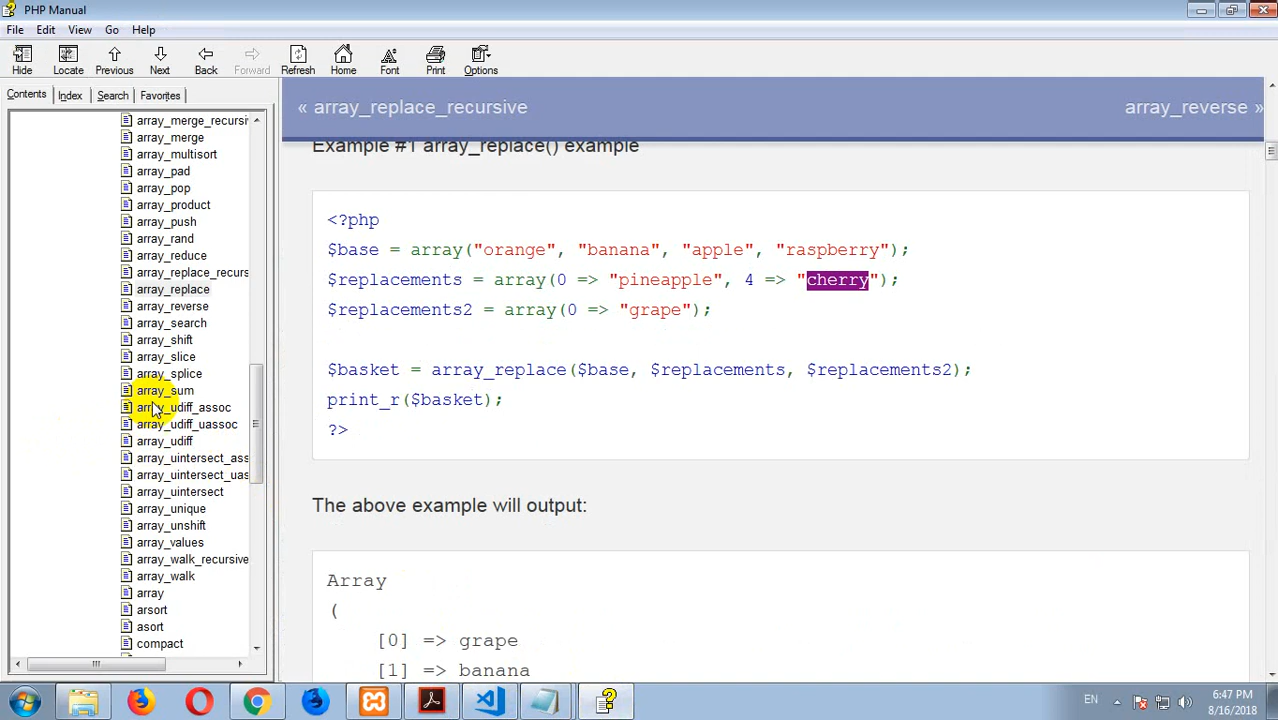 PHP Manual
File Edit View Go Help
Hide Locate Previous Next Back Forward Refresh Home Font Print Options
Contents Index Search Favorites
array_merge_recursi
array_merge
array_multisort
array_pad
array_pop
array_product
array_push
array_rand
array_reduce
array_replace_recurs
array_replace
array_reverse
array_search
array_shift
array_slice
array_splice
array_sum
array_udiff_assoc
array_udiff_uassoc
array_udiff
array_uintersect_ass
array_uintersect_uas
array_uintersect
array_unique
array_unshift
array_values
array_walk_recursive
array_walk
array
arsort
asort
compact
« array_replace_recursive
array_reverse »
Example #1 array_replace() example
<?php
$base = array("orange", "banana", "apple", "raspberry");
$replacements = array(0 => "pineapple", 4 => "cherry");
$replacements2 = array(0 => "grape");
$basket = array_replace($base, $replacements, $replacements2);
print_r($basket);
?>
The above example will output:
Array
(
[0] => grape
[1] => banana
EN
6:47 PM
8/16/2018